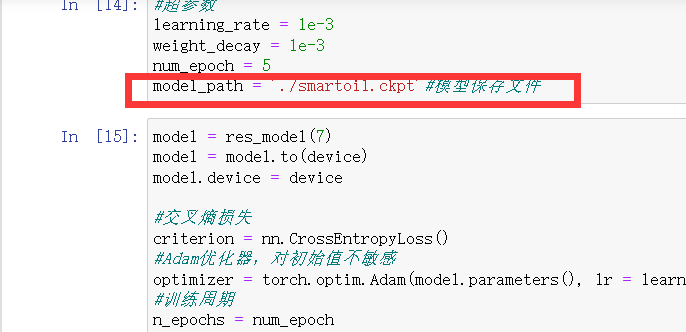 In [14]: #超参数
learning_rate = 1e-3
weight_decay = 1e-3
num_epoch = 5
model_path = './smartoil.ckpt'#模型保存文件
In [15]: model = res_model(7)
model = model.to(device)
model.device = device
#交叉熵损失
criterion = nn.CrossEntropyLoss()
#Adam优化器，对初始值不敏感
optimizer = torch.optim.Adam(model.parameters(), lr = learn
#训练周期
n_epochs = num_epoch